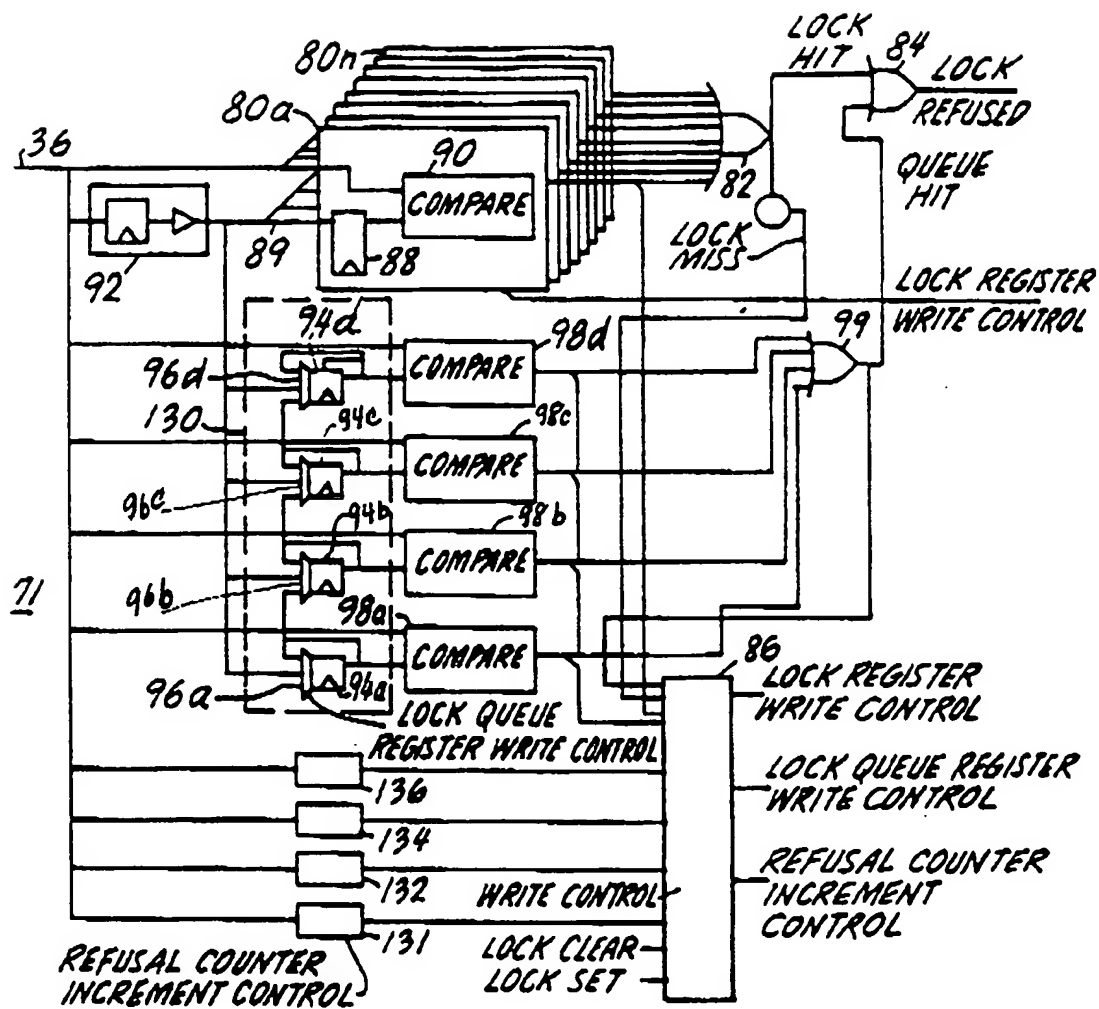 80n
LOCK
HIT
84
LOCK
REFUSED
80a
36
90
COMPARE
82
QUEUE
HIT
92
89
88
LOCK
MISS
LOCK REGISTER
WRITE CONTROL
94d
98d
99
96d
COMPARE
130
94c
98c
COMPARE
96c
94b
98b
COMPARE
96b
71
98a
COMPARE
86
96a
94a
LOCK QUEUE
REGISTER WRITE CONTROL
LOCK REGISTER
WRITE CONTROL
136
LOCK QUEUE REGISTER
WRITE CONTROL
134
132
WRITE CONTROL
REFUSAL COUNTER
INCREMENT
CONTROL
131
LOCK CLEAR
LOCK SET
REFUSAL COUNTER
INCREMENT CONTROL